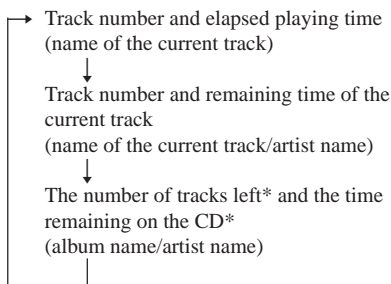 Track number and elapsed playing time
(name of the current track)
Track number and remaining time of the
current track
(name of the current track/artist name)
The number of tracks left* and the time
remaining on the CD*
(album name/artist name)